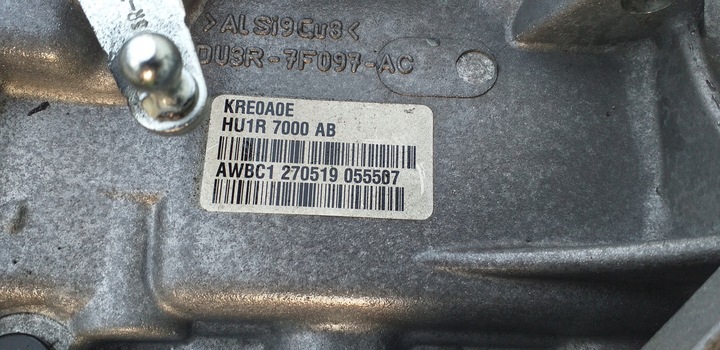 >ALSi9Cu3<
DU3R-7F097-AC
KRE0A0E
HU1R 7000 AB
AWBC1 270519 055567